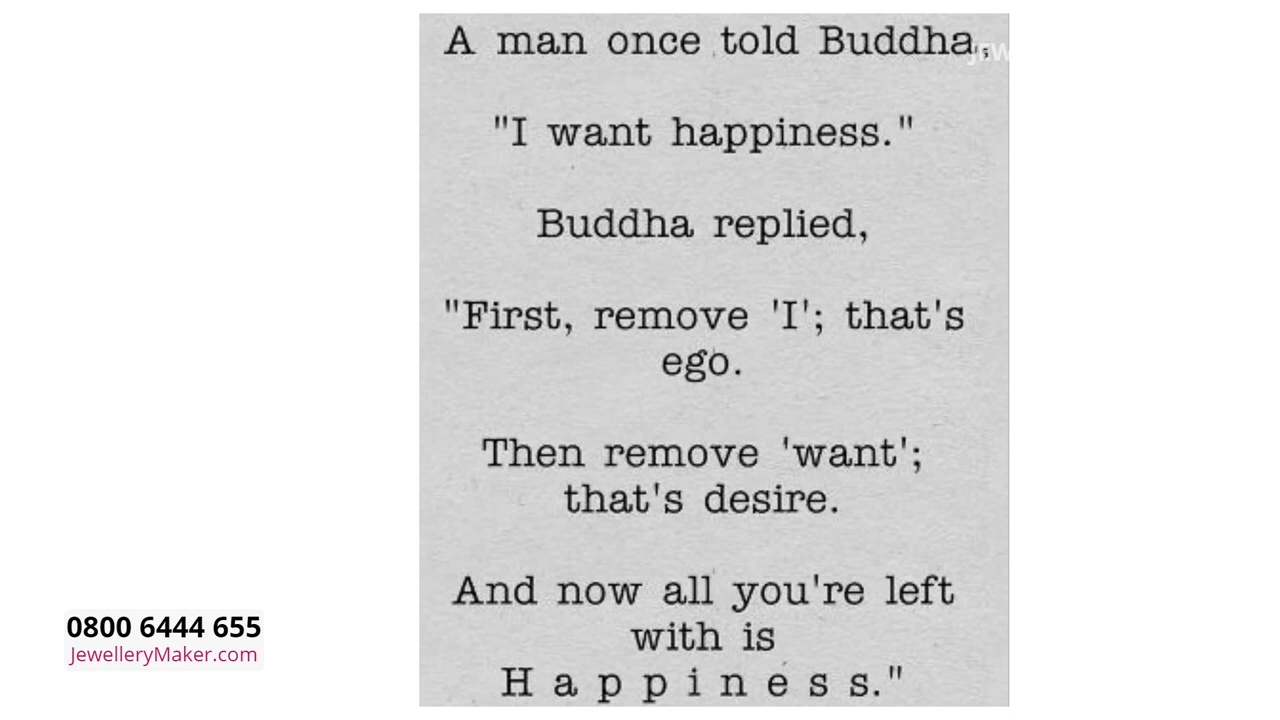 A man once told Buddha,
"I want happiness."
Buddha replied,
"First, remove 'I'; that's
ego.
Then remove 'want';
that's desire.
And now all you're left
with is
H a p p i n e s s."
0800 6444 655
JewelleryMaker.com